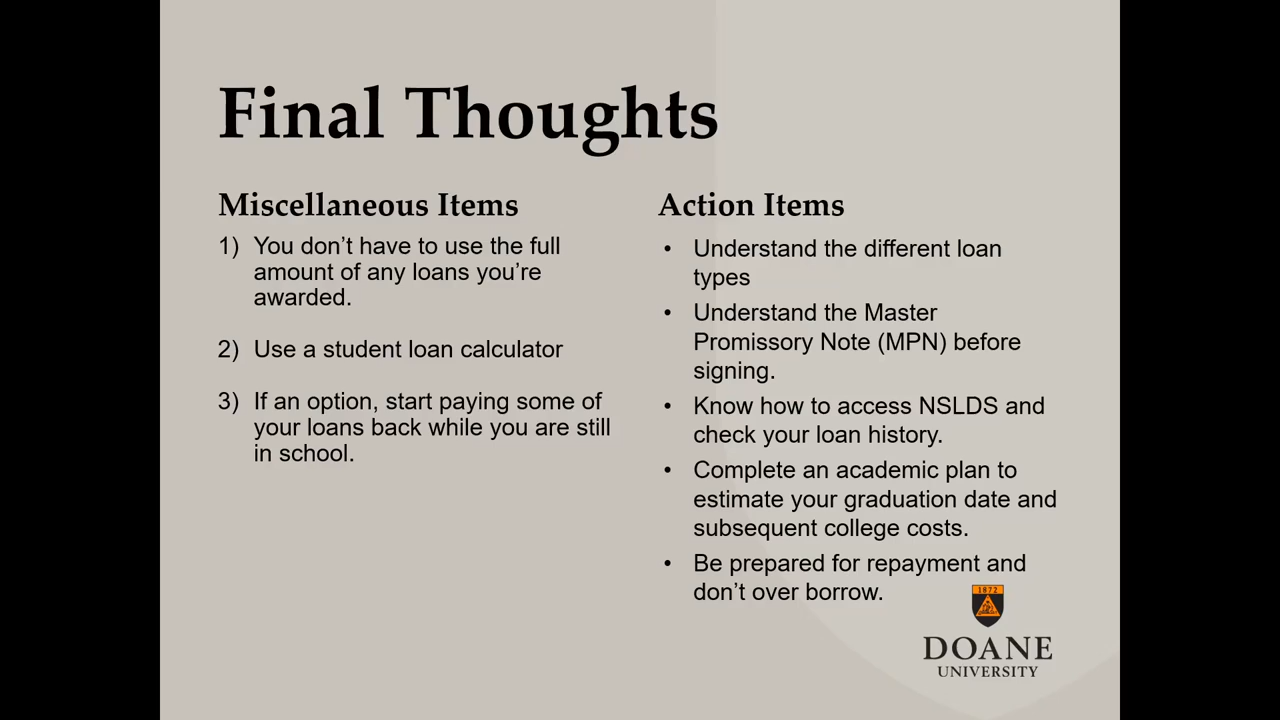 Final Thoughts
Miscellaneous Items
1) You don’t have to use the full
amount of any loans you’re
awarded.
2) Use a student loan calculator
3) If an option, start paying some of
your loans back while you are still
in school.
Action Items
• Understand the different loan
types
• Understand the Master
Promissory Note (MPN) before
signing.
• Know how to access NSLDS and
check your loan history.
• Complete an academic plan to
estimate your graduation date and
subsequent college costs.
• Be prepared for repayment and
don’t over borrow.
1872
DOANE
UNIVERSITY